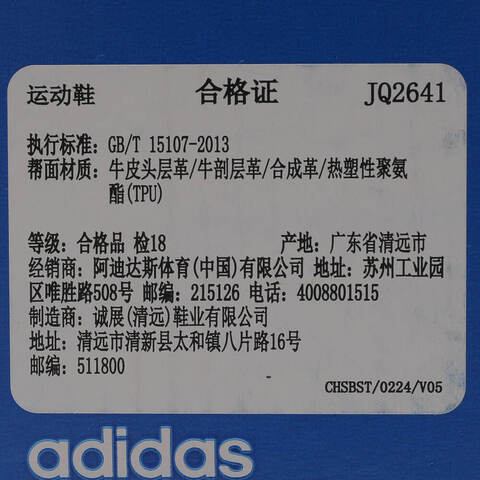 运动鞋 合格证 JQ2641
执行标准: GB/T 15107-2013
帮面材质: 牛皮头层革/牛剖层革/合成革/热塑性聚氨
酯(TPU)
等级: 合格品 检18 产地: 广东省清远市
经销商: 阿迪达斯体育(中国)有限公司 地址: 苏州工业园
区唯胜路508号 邮编: 215126 电话: 4008801515
制造商: 诚展(清远)鞋业有限公司
地址: 清远市清新县太和镇八片路16号
邮编: 511800
CHSBST/0224/V05
adidas